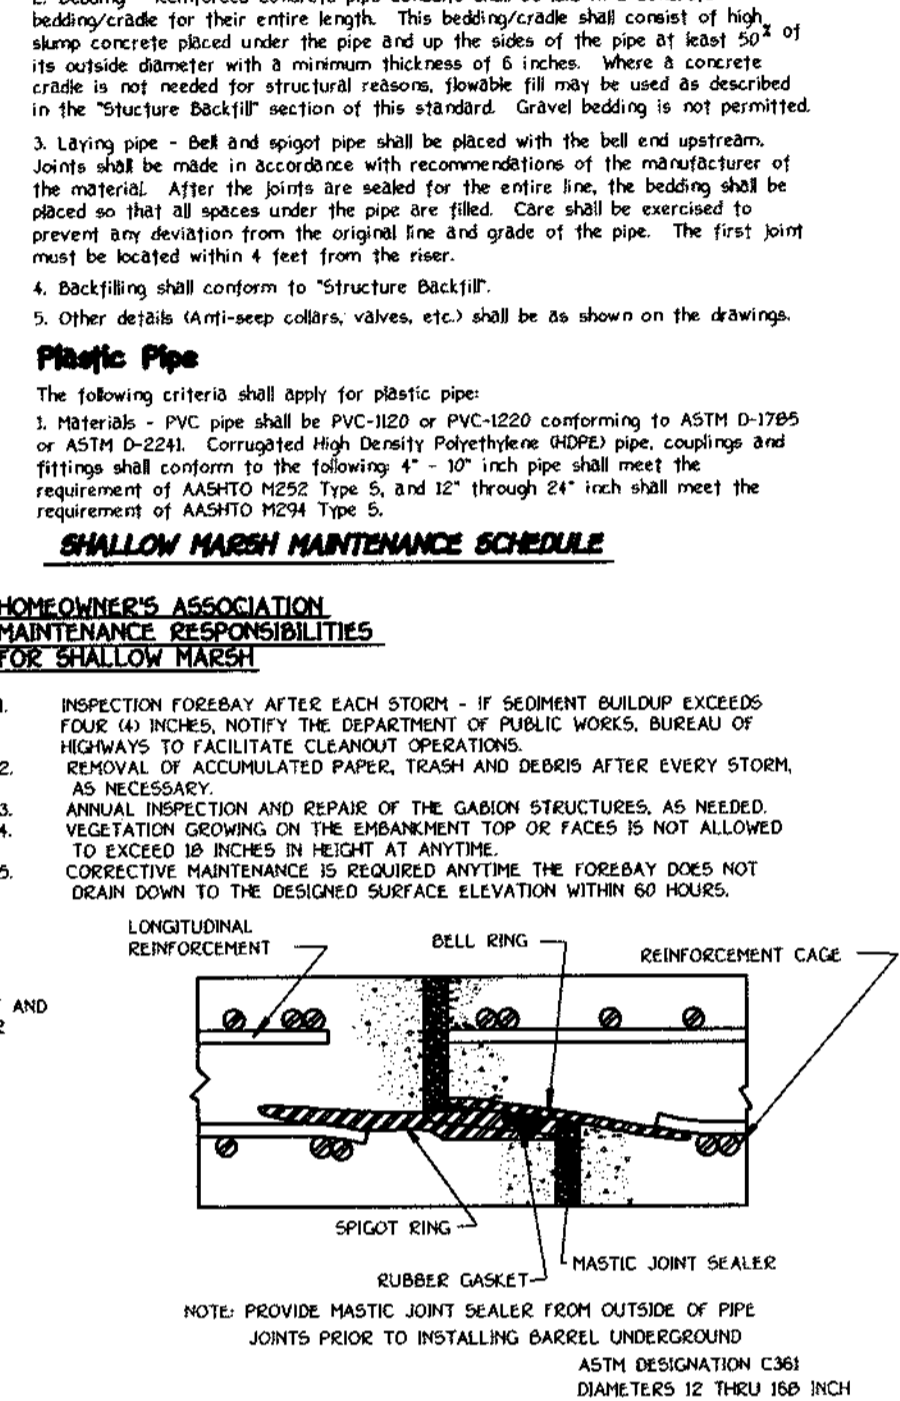 bedding/cradle for their entire length. This bedding/cradle shall consist of high
slump concrete placed under the pipe and up the sides of the pipe at least 50% of
its outside diameter with a minimum thickness of 6 inches. Where a concrete
cradle is not needed for structural reasons, flowable fill may be used as described
in the "Stucture Backfill" section of this standard. Gravel bedding is not permitted.
3. Laying pipe - Bell and spigot pipe shall be placed with the bell end upstream.
Joints shall be made in accordance with recommendations of the manufacturer of
the material. After the joints are sealed for the entire line, the bedding shall be
placed so that all spaces under the pipe are filled. Care shall be exercised to
prevent any deviation from the original line and grade of the pipe. The first joint
must be located within 4 feet from the riser.
4. Backfilling shall conform to "Structure Backfill".
5. Other details (Anti-seep collars, valves, etc.) shall be as shown on the drawings.
Plastic Pipe
The following criteria shall apply for plastic pipe:
1. Materials - PVC pipe shall be PVC-1120 or PVC-1220 conforming to ASTM D-1785
or ASTM D-2241. Corrugated High Density Polyethylene (HDPE) pipe, couplings and
fittings shall conform to the following: 4" - 10" inch pipe shall meet the
requirement of AASHTO M252 Type S, and 12" through 24" inch shall meet the
requirement of AASHTO M294 Type S.
SHALLOW MARSH MAINTENANCE SCHEDULE
HOMEOWNER'S ASSOCIATION
MAINTENANCE RESPONSIBILITIES
FOR SHALLOW MARSH
1. INSPECTION FOREBAY AFTER EACH STORM - IF SEDIMENT BUILDUP EXCEEDS
FOUR (4) INCHES, NOTIFY THE DEPARTMENT OF PUBLIC WORKS, BUREAU OF
HIGHWAYS TO FACILITATE CLEANOUT OPERATIONS.
2. REMOVAL OF ACCUMULATED PAPER, TRASH AND DEBRIS AFTER EVERY STORM,
AS NECESSARY.
3. ANNUAL INSPECTION AND REPAIR OF THE GABION STRUCTURES, AS NEEDED.
4. VEGETATION GROWING ON THE EMBANKMENT TOP OR FACES IS NOT ALLOWED
TO EXCEED 18 INCHES IN HEIGHT AT ANYTIME.
5. CORRECTIVE MAINTENANCE IS REQUIRED ANYTIME THE FOREBAY DOES NOT
DRAIN DOWN TO THE DESIGNED SURFACE ELEVATION WITHIN 60 HOURS.
LONGITUDINAL
REINFORCEMENT
BELL RING
REINFORCEMENT CAGE
AND
SPIGOT RING
MASTIC JOINT SEALER
RUBBER GASKET
NOTE: PROVIDE MASTIC JOINT SEALER FROM OUTSIDE OF PIPE
JOINTS PRIOR TO INSTALLING BARREL UNDERGROUND
ASTM DESIGNATION C361
DIAMETERS 12 THRU 168 INCH